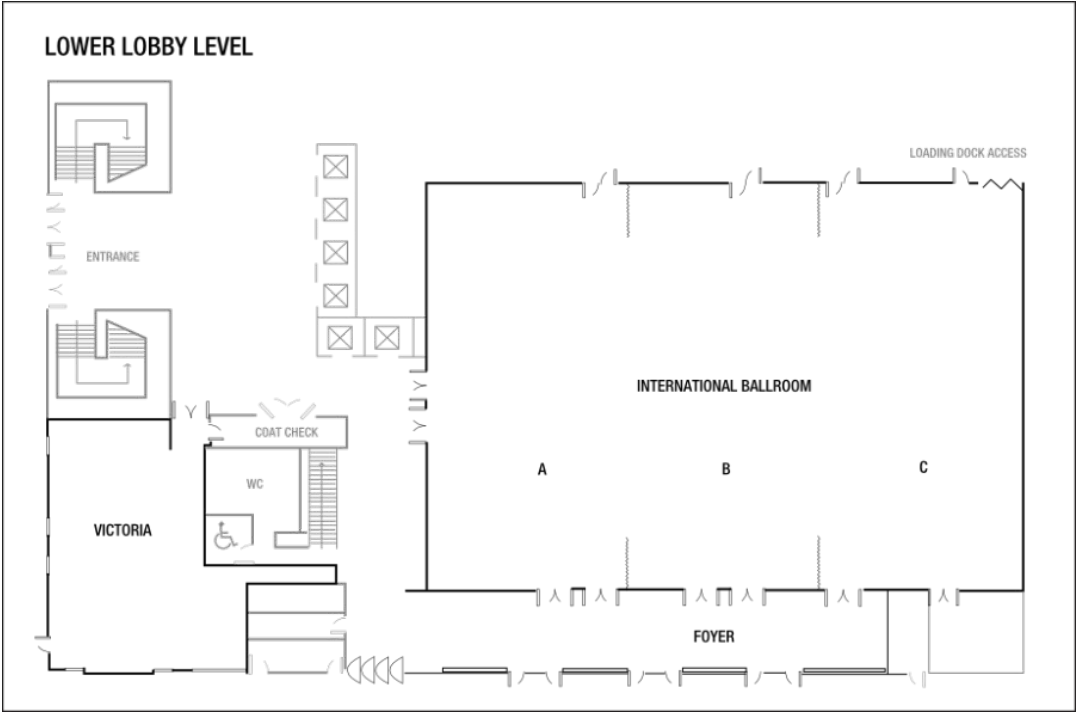 LOWER LOBBY LEVEL
LOADING DOCK ACCESS
ENTRANCE
INTERNATIONAL BALLROOM
COAT CHECK
A
B
C
WC
VICTORIA
FOYER